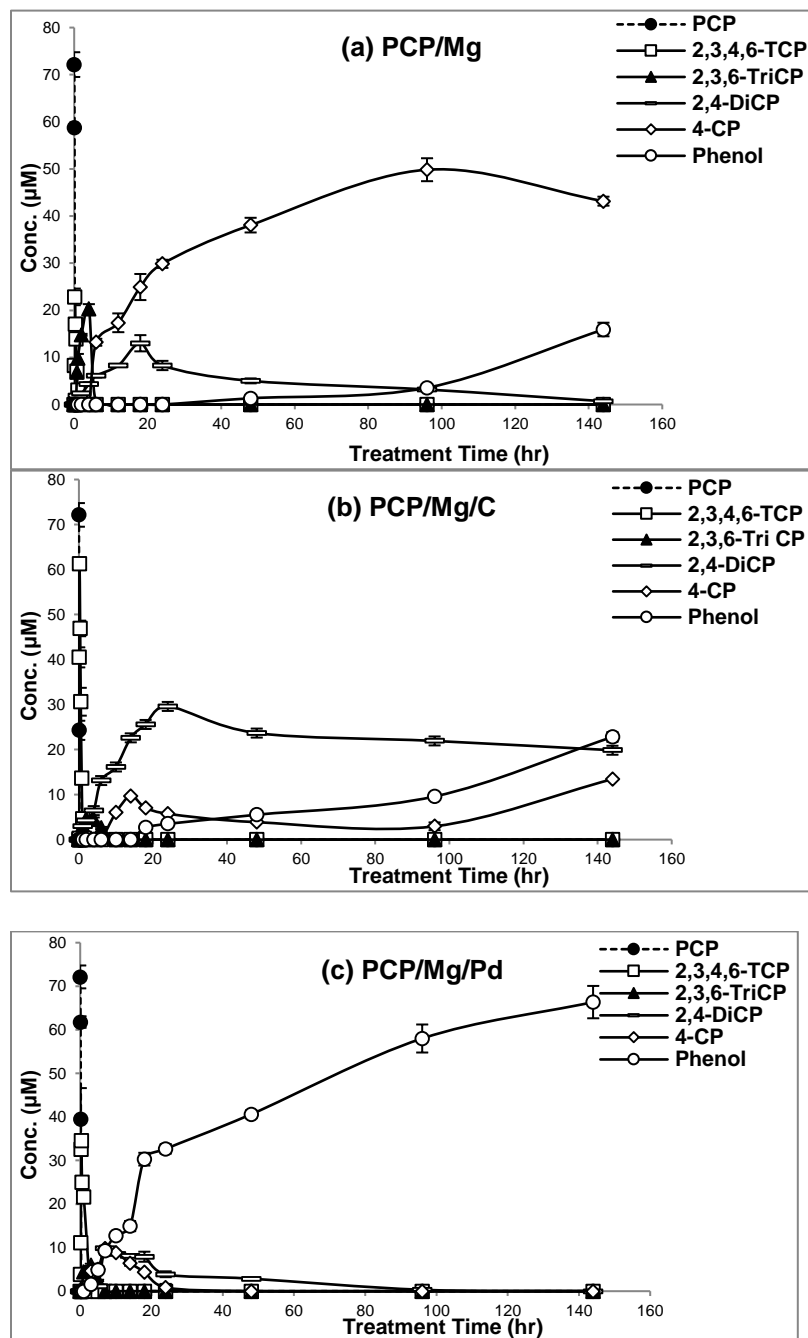 (a) PCP/Mg
PCP
2,3,4,6-TCP
2,3,6-TriCP
2,4-DiCP
4-CP
Phenol
Conc. (µM)
80
70
60
50
40
30
20
10
0
0 20 40 60 80 100 120 140 160
Treatment Time (hr)
(b) PCP/Mg/C
PCP
2,3,4,6-TCP
2,3,6-Tri CP
2,4-DiCP
4-CP
Phenol
Conc. (µM)
80
70
60
50
40
30
20
10
0
0 20 40 60 80 100 120 140 160
Treatment Time (hr)
(c) PCP/Mg/Pd
PCP
2,3,4,6-TCP
2,3,6-TriCP
2,4-DiCP
4-CP
Phenol
Conc. (µM)
80
70
60
50
40
30
20
10
0
0 20 40 60 80 100 120 140 160
Treatment Time (hr)